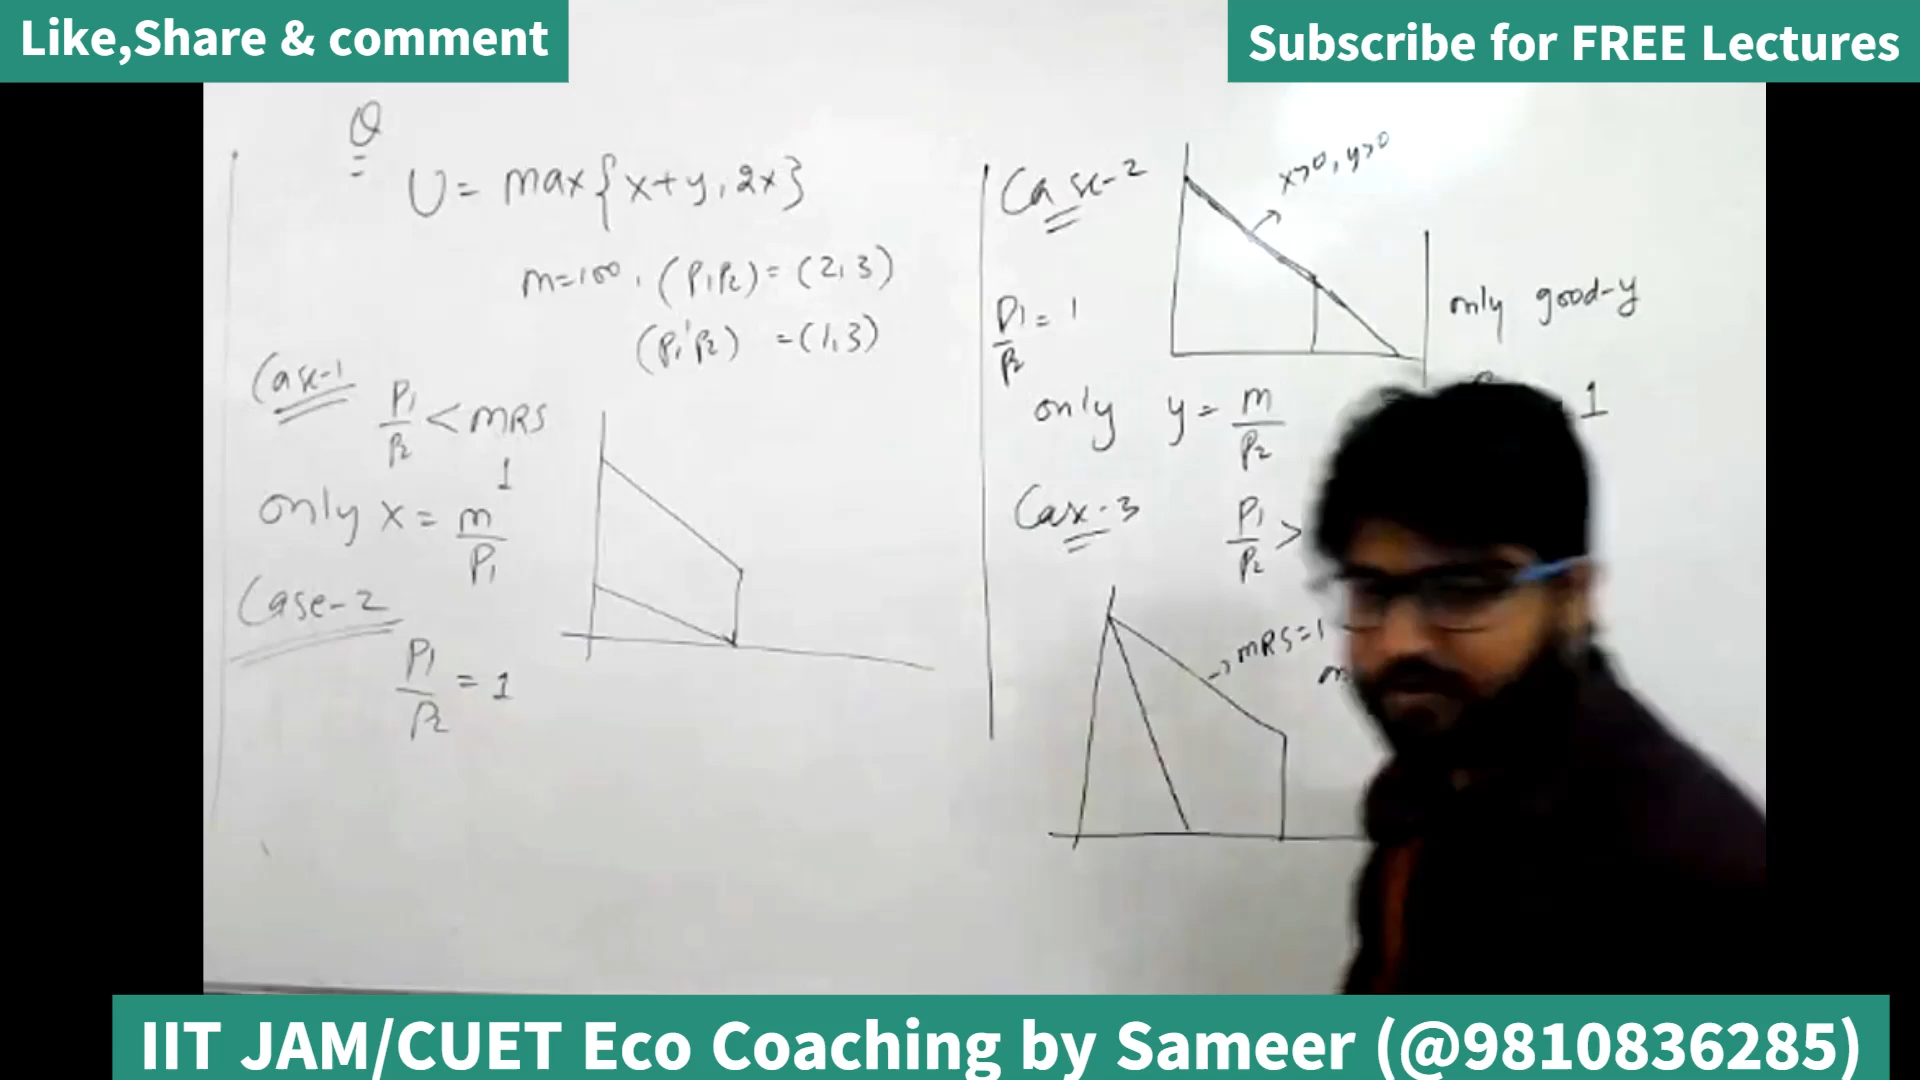 Like,Share & comment
Subscribe for FREE Lectures
Q
U = max{x+y, 2x}
m=100, (P1P2) = (2,3)
(P1'P2) = (1,3)
Case-1
P1/P2 < MRS
1
only x = m/P1
Case-2
P1/P2 = 1
Case-2
x>0, y>0
P1/P2 = 1
only y = m/P2
only good-y
1
Case-3
P1/P2 >
→ MRS=1
IIT JAM/CUET Eco Coaching by Sameer (@9810836285)